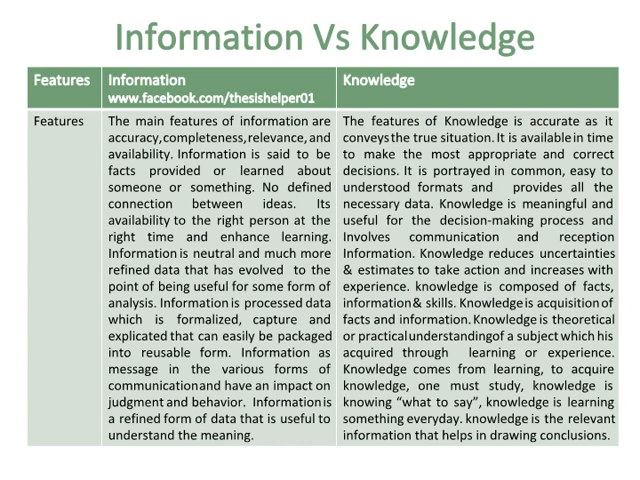 Information Vs Knowledge
Features
Information
www.facebook.com/thesishelper01
Knowledge
Features
The main features of information are
accuracy,completeness,relevance, and
availability. Information is said to be
facts provided or learned about
someone or something. No defined
connection between ideas. Its
availability to the right person at the
right time and enhance learning.
Information is neutral and much more
refined data that has evolved to the
point of being useful for some form of
analysis. Information is processed data
which is formalized, capture and
explicated that can easily be packaged
into reusable form. Information as
message in the various forms of
communication and have an impact on
judgment and behavior. Information is
a refined form of data that is useful to
understand the meaning.
The features of Knowledge is accurate as it
conveys the true situation. It is available in time
to make the most appropriate and correct
decisions. It is portrayed in common, easy to
understood formats and provides all the
necessary data. Knowledge is meaningful and
useful for the decision-making process and
Involves communication and reception
Information. Knowledge reduces uncertainties
& estimates to take action and increases with
experience. knowledge is composed of facts,
information & skills. Knowledge is acquisition of
facts and information. Knowledge is theoretical
or practical understanding of a subject which his
acquired through learning or experience.
Knowledge comes from learning, to acquire
knowledge, one must study, knowledge is
knowing “what to say”, knowledge is learning
something everyday. knowledge is the relevant
information that helps in drawing conclusions.